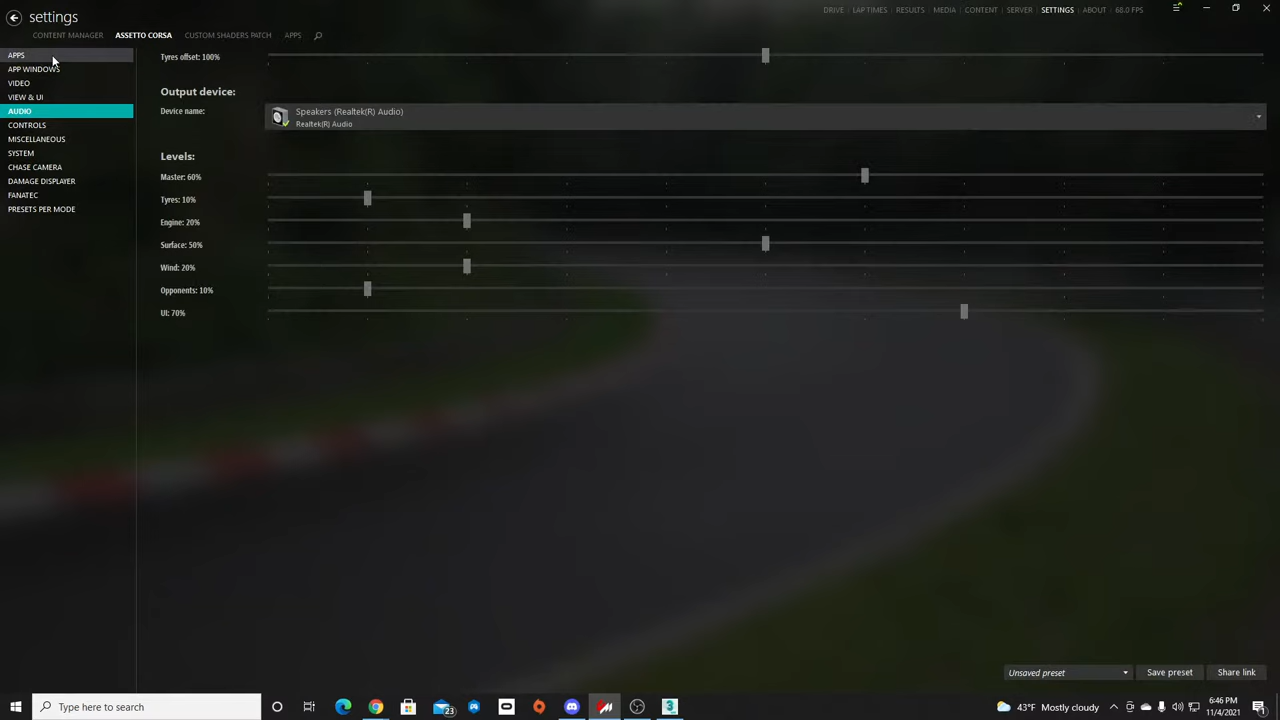 settings
DRIVE LAP TIMES RESULTS MEDIA CONTENT SERVER SETTINGS ABOUT 68.0 FPS
CONTENT MANAGER ASSETTO CORSA CUSTOM SHADERS PATCH APPS
APPS
APP WINDOWS
VIDEO
VIEW & UI
AUDIO
CONTROLS
MISCELLANEOUS
SYSTEM
CHASE CAMERA
DAMAGE DISPLAYER
FANATEC
PRESETS PER MODE
Tyres offset: 100%
Output device:
Device name:
Speakers (Realtek(R) Audio)
Realtek(R) Audio
Levels:
Master: 60%
Tyres: 10%
Engine: 20%
Surface: 50%
Wind: 20%
Opponents: 10%
UI: 70%
Unsaved preset
Save preset
Share link
Type here to search
23
3
43°F Mostly cloudy
6:46 PM
11/4/2021